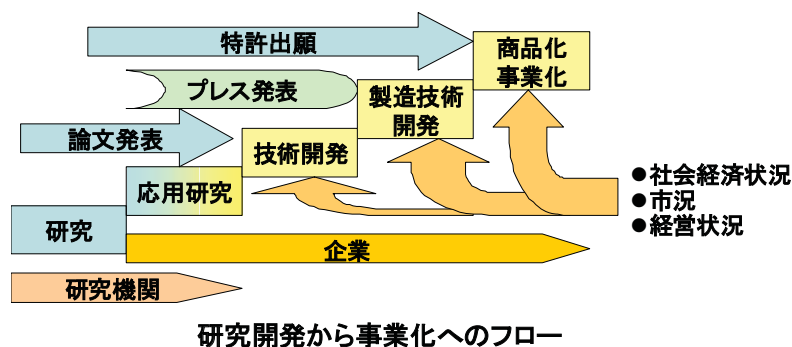 特許出願
商品化
事業化
プレス発表
製造技術
開発
論文発表
技術開発
応用研究
●社会経済状況
●市況
●経営状況
研究
企業
研究機関
研究開発から事業化へのフロー